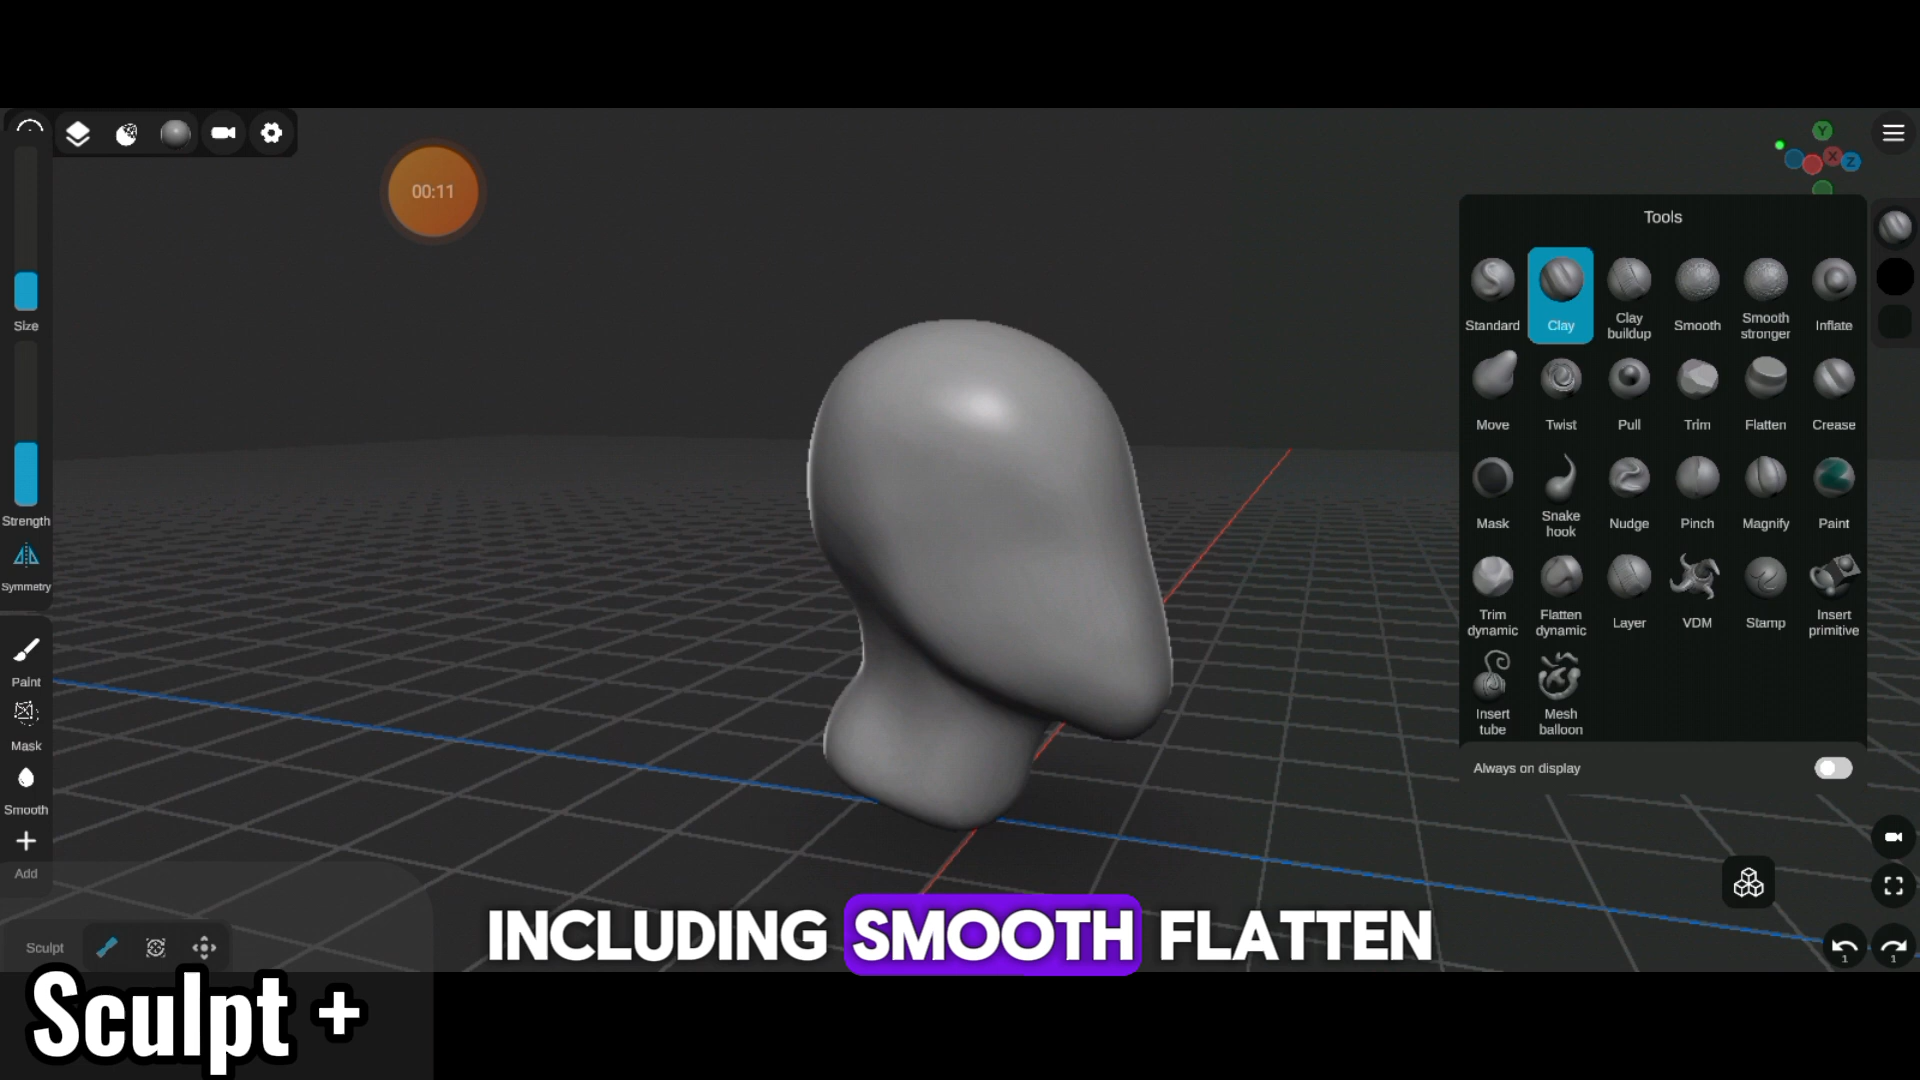 00:11
Y
X
Z
Tools
Size
Standard
Clay
Clay
buildup
Smooth
Smooth
stronger
Inflate
Move
Twist
Pull
Trim
Flatten
Crease
Strength
Mask
Snake
hook
Nudge
Pinch
Magnify
Paint
Symmetry
Trim
dynamic
Flatten
dynamic
Layer
VDM
Stamp
Insert
primitive
Paint
Insert
tube
Mesh
balloon
Mask
Always on display
Smooth
Add
INCLUDING SMOOTH FLATTEN
Sculpt
1
1
Sculpt +